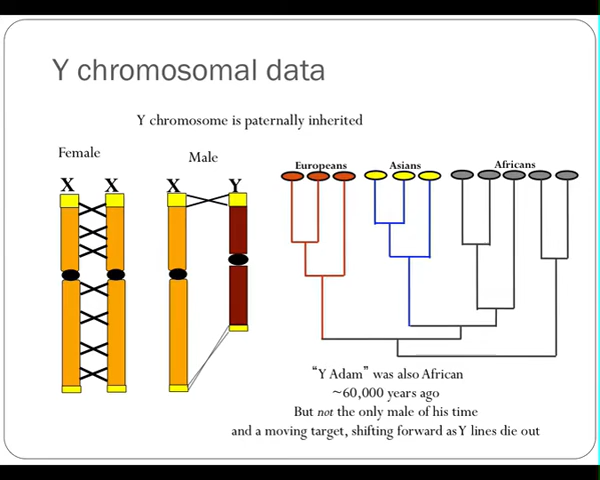 Y chromosomal data
Y chromosome is paternally inherited
Female
Male
X X
X Y
Europeans
Asians
Africans
“Y Adam” was also African
~60,000 years ago
But not the only male of his time
and a moving target, shifting forward as Y lines die out